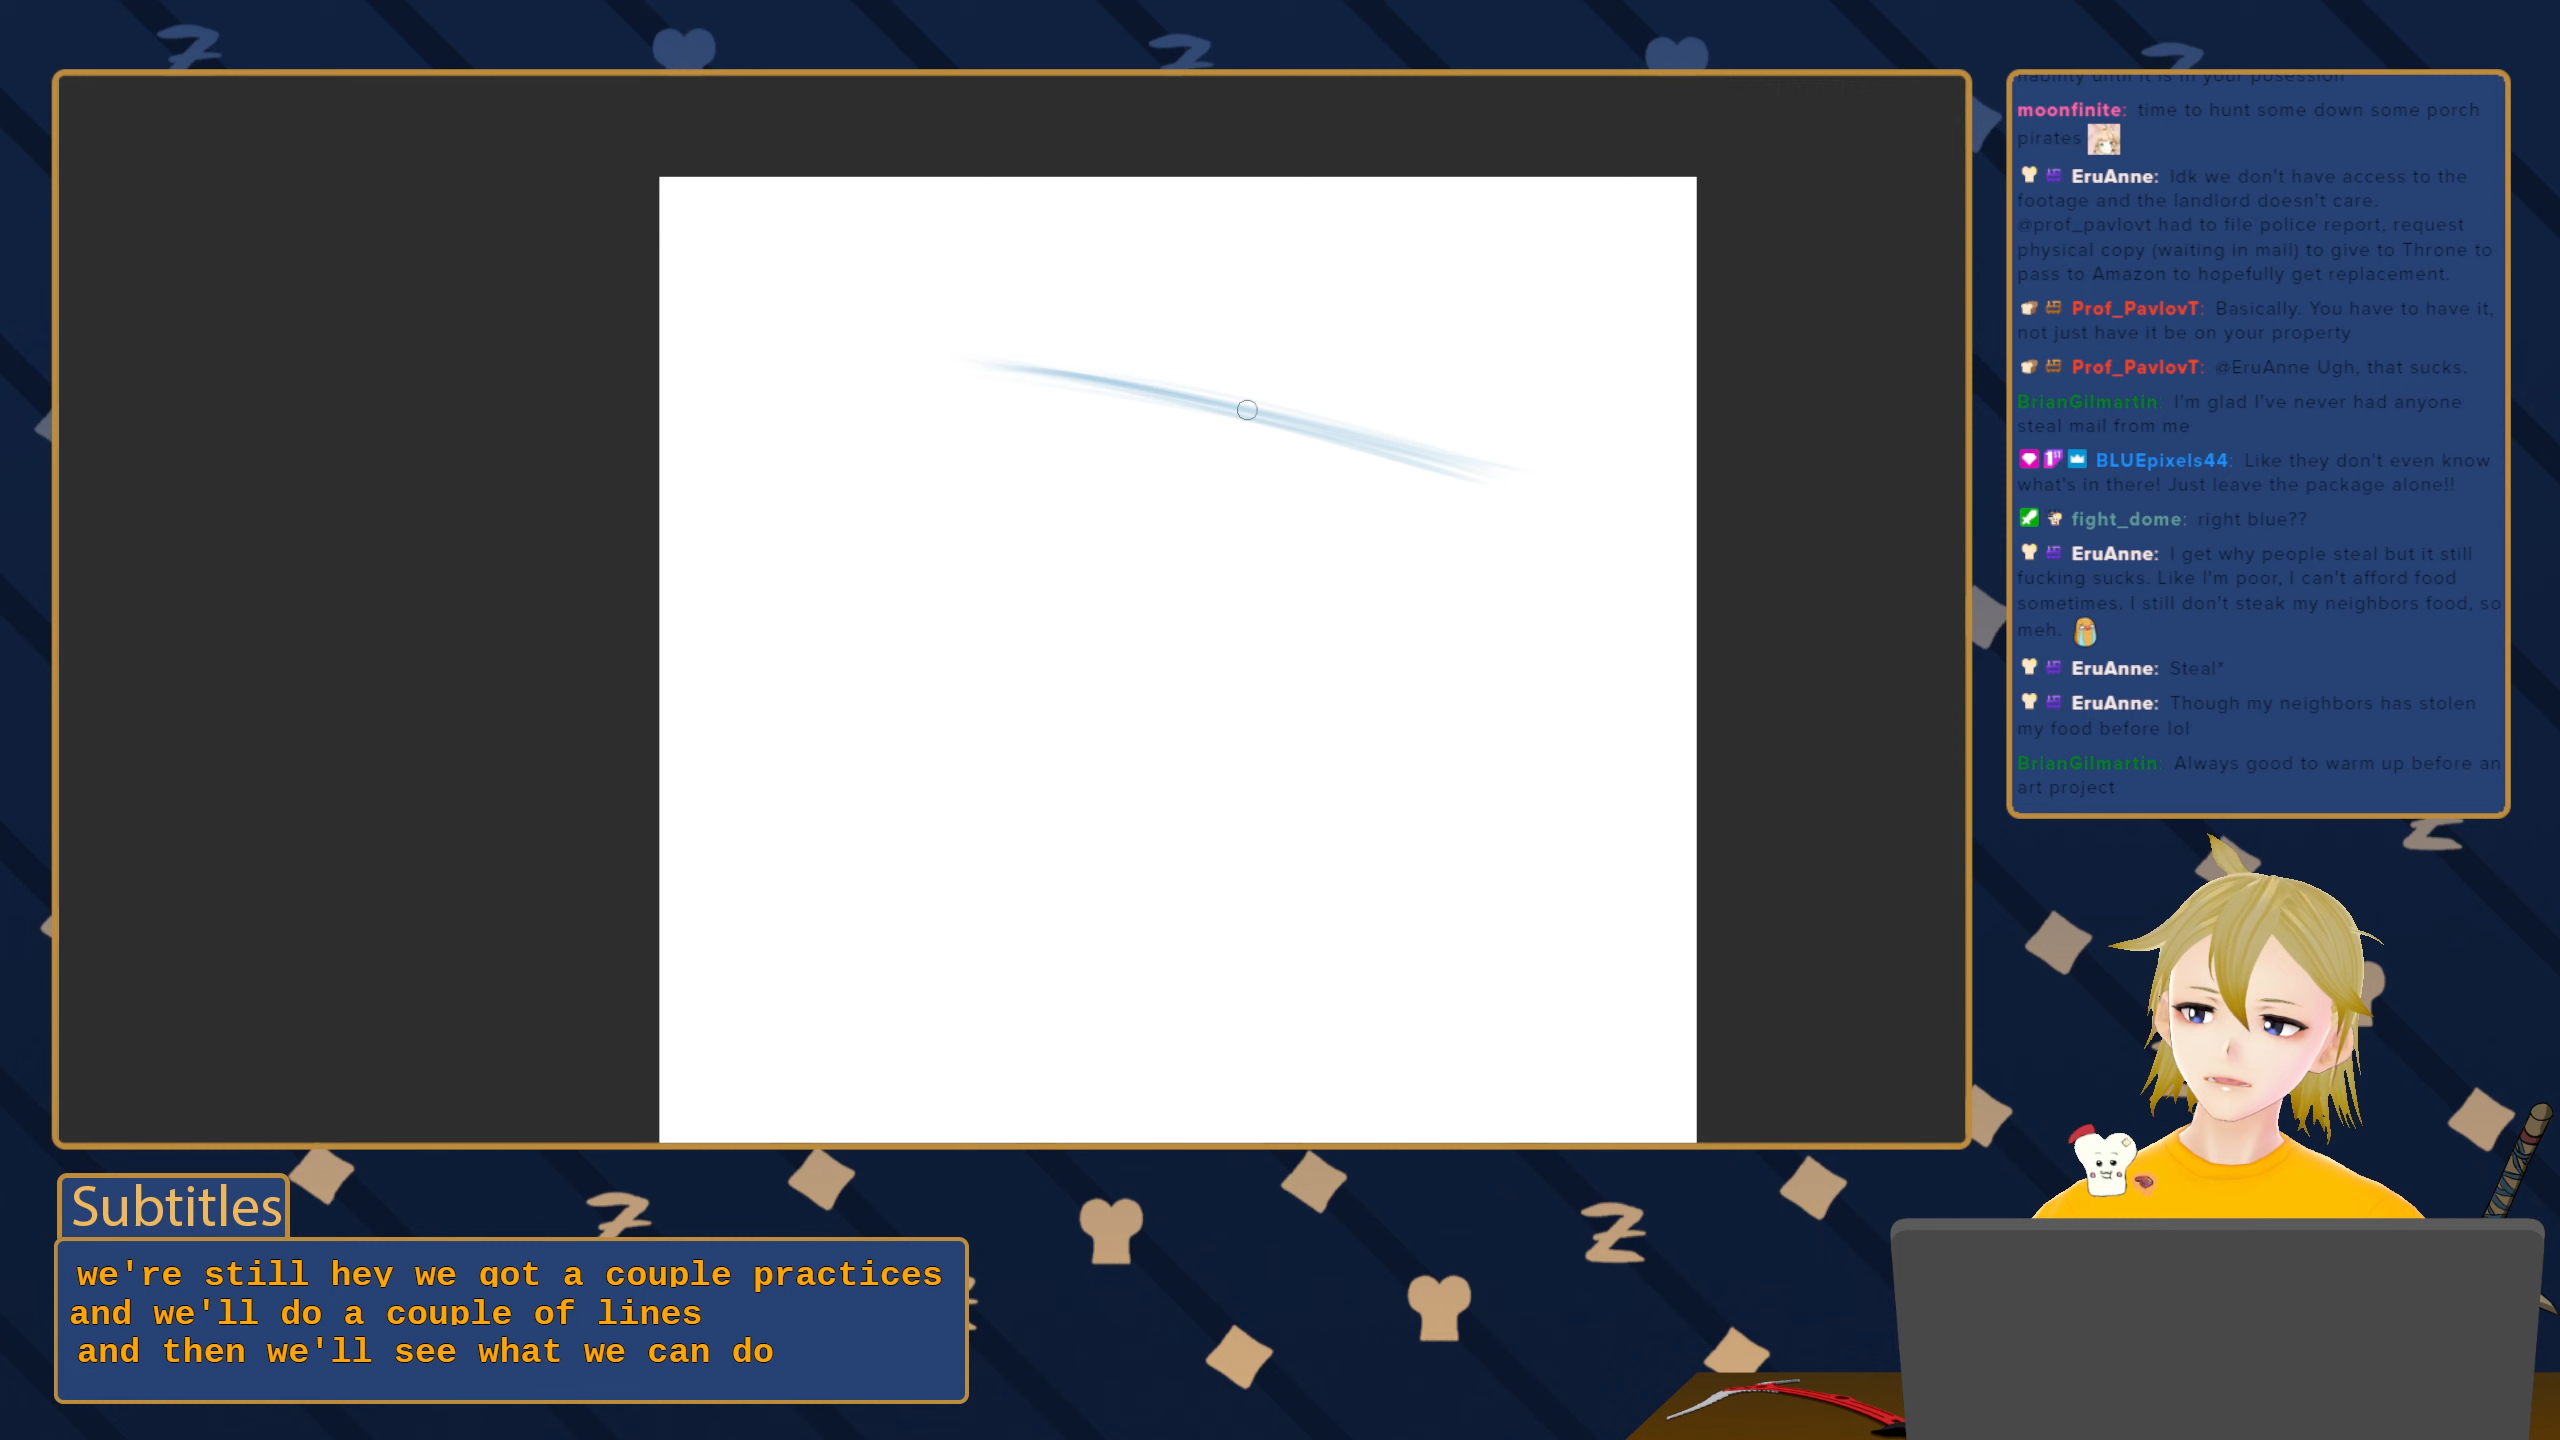 nability until it is in your posession
moonfinite: time to hunt some down some porch
pirates
EruAnne: Idk we don't have access to the
footage and the landlord doesn't care.
@prof_pavlovt had to file police report, request
physical copy (waiting in mail) to give to Throne to
pass to Amazon to hopefully get replacement.
Prof_PavlovT: Basically. You have to have it,
not just have it be on your property
Prof_PavlovT: @EruAnne Ugh, that sucks.
BrianGilmartin: I'm glad I've never had anyone
steal mail from me
BLUEpixels44: Like they don't even know
what's in there! Just leave the package alone!!
fight_dome: right blue??
EruAnne: I get why people steal but it still
fucking sucks. Like I'm poor, I can't afford food
sometimes. I still don't steak my neighbors food, so
meh.
EruAnne: Steal*
EruAnne: Though my neighbors has stolen
my food before lol
BrianGilmartin: Always good to warm up before an
art project
Subtitles
we're still hey we got a couple practices
and we'll do a couple of lines
and then we'll see what we can do